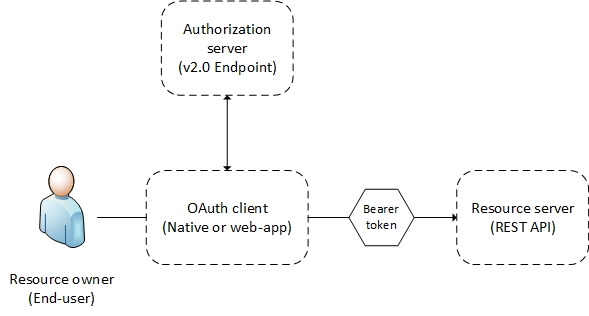 Authorization
server
(v2.0 Endpoint)
OAuth client
(Native or web-app)
Bearer
token
Resource server
(REST API)
Resource owner
(End-user)